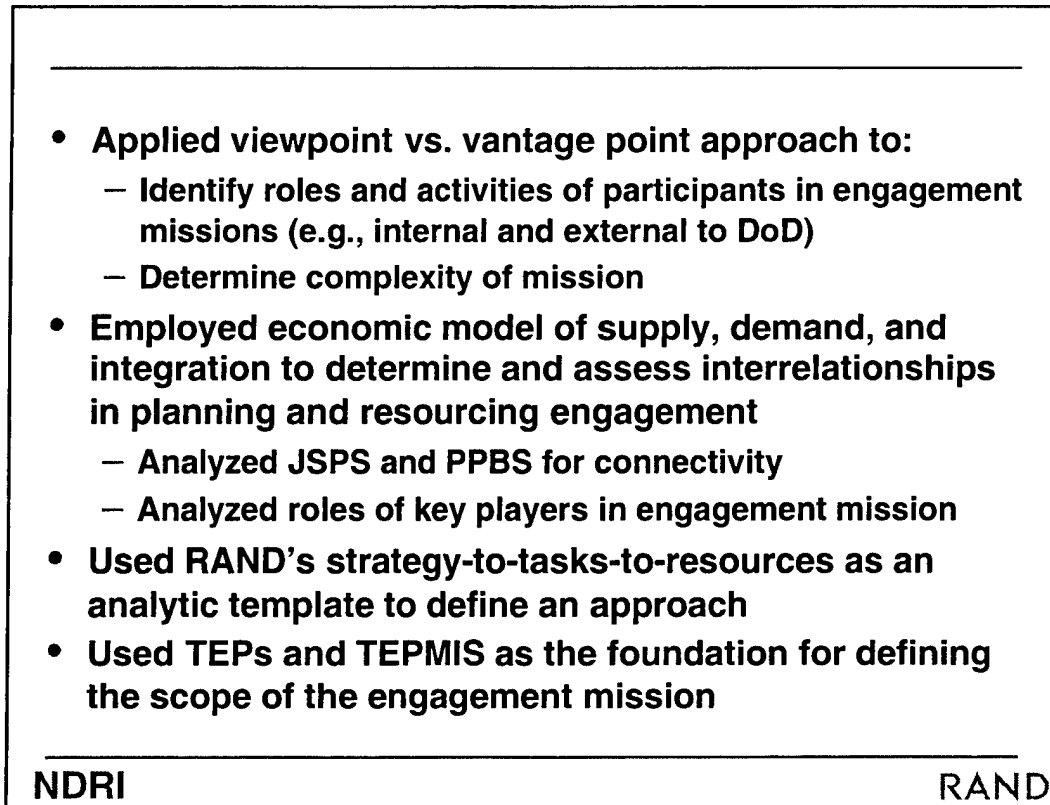 • Applied viewpoint vs. vantage point approach to:
– Identify roles and activities of participants in engagement
missions (e.g., internal and external to DoD)
– Determine complexity of mission
• Employed economic model of supply, demand, and
integration to determine and assess interrelationships
in planning and resourcing engagement
– Analyzed JSPS and PPBS for connectivity
– Analyzed roles of key players in engagement mission
• Used RAND's strategy-to-tasks-to-resources as an
analytic template to define an approach
• Used TEPs and TEPMIS as the foundation for defining
the scope of the engagement mission
NDRI RAND